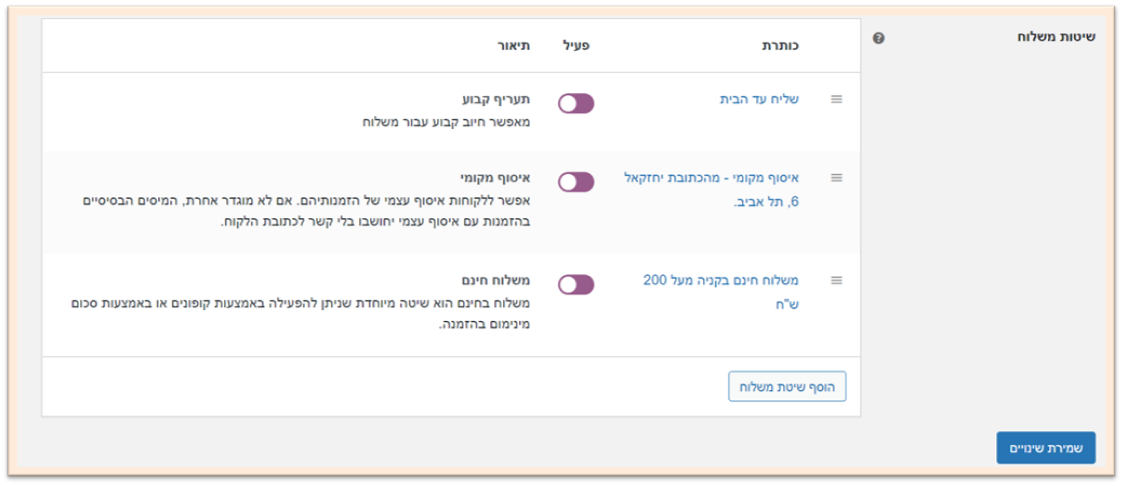 שיטות משלוח
כותרת פעיל תיאור
שליח עד הבית
תעריף קבוע
מאפשר חיוב קבוע עבור משלוח
איסוף מקומי - מהכתובת יחזקאל
6, תל אביב.
איסוף מקומי
אפשר ללקוחות איסוף עצמי של הזמנותיהם. אם לא מוגדר אחרת, המיסים הבסיסיים
בהזמנות עם איסוף עצמי יחושבו בלי קשר לכתובת הלקוח.
משלוח חינם בקניה מעל 200
ש"ח
משלוח חינם
משלוח בחינם הוא שיטה מיוחדת שניתן להפעילה באמצעות קופונים או באמצעות סכום
מינימום בהזמנה.
הוסף שיטת משלוח
שמירת שינויים